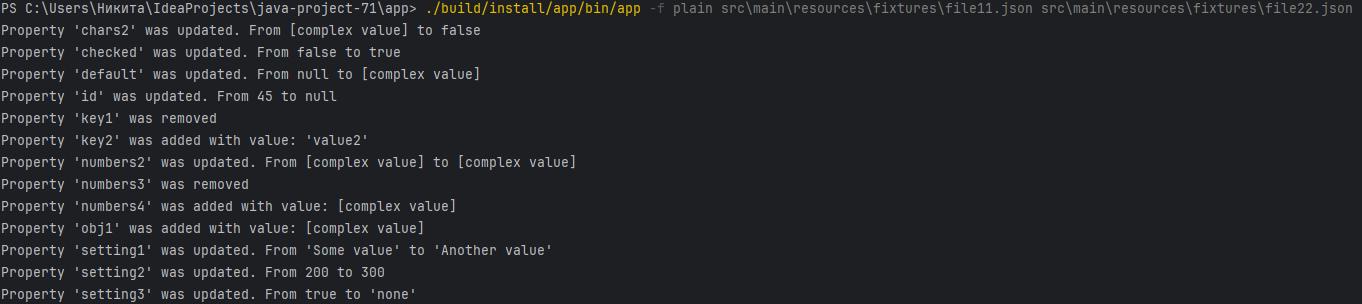 PS C:\Users\Никита\IdeaProjects\java-project-71\app> ./build/install/app/bin/app -f plain src\main\resources\fixtures\file11.json src\main\resources\fixtures\file22.json
Property 'chars2' was updated. From [complex value] to false
Property 'checked' was updated. From false to true
Property 'default' was updated. From null to [complex value]
Property 'id' was updated. From 45 to null
Property 'key1' was removed
Property 'key2' was added with value: 'value2'
Property 'numbers2' was updated. From [complex value] to [complex value]
Property 'numbers3' was removed
Property 'numbers4' was added with value: [complex value]
Property 'obj1' was added with value: [complex value]
Property 'setting1' was updated. From 'Some value' to 'Another value'
Property 'setting2' was updated. From 200 to 300
Property 'setting3' was updated. From true to 'none'